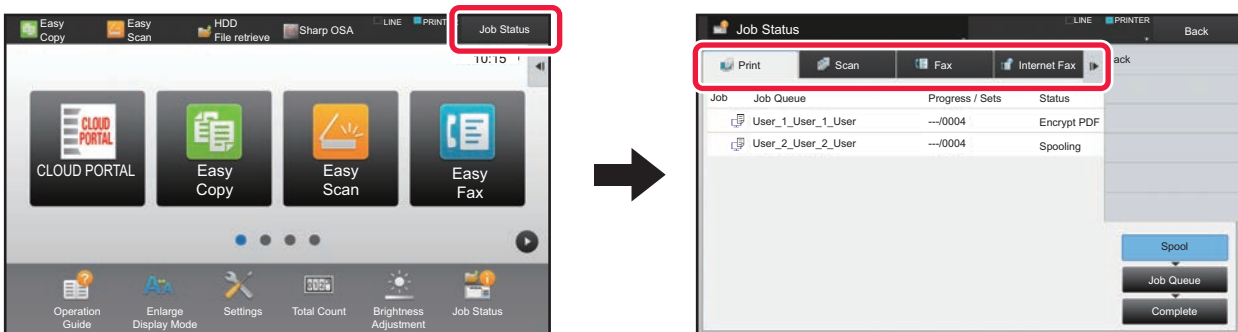 Easy
Copy
Easy
Scan
HDD
File retrieve
Sharp OSA
LINE
PRINT
Job Status
10:15
CLOUD
PORTAL
CLOUD PORTAL
Easy
Copy
Easy
Scan
Easy
Fax
Operation
Guide
Enlarge
Display Mode
Settings
Total Count
Brightness
Adjustment
Job Status
Job Status
LINE
PRINTER
Back
Print
Scan
Fax
Internet Fax
ack
Job
Job Queue
Progress / Sets
Status
User_1_User_1_User
---/0004
Encrypt PDF
User_2_User_2_User
---/0004
Spooling
Spool
Job Queue
Complete